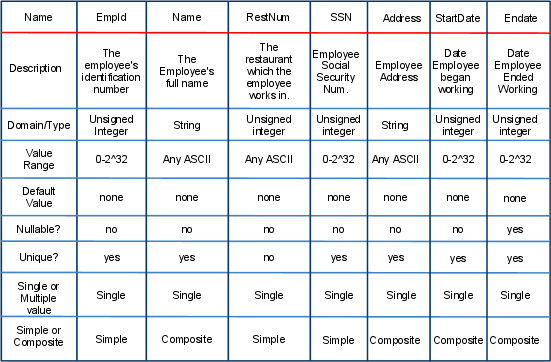 Name EmpId Name RestNum SSN Address StartDate Endate
Description The employee's identification number The Employee's full name The restaurant which the employee works in. Employee Social Security Num. Employee Address Date Employee began working Date Employee Ended Working
Domain/Type Unsigned Integer String Unsigned integer Unsigned integer String Unsigned integer Unsigned integer
Value Range 0-2^32 Any ASCII Any ASCII 0-2^32 Any ASCII 0-2^32 0-2^32
Default Value none none none none none none none
Nullable? no no no no no no yes
Unique? yes yes no yes yes yes yes
Single or Multiple value Single Single Single Single Single Single Single
Simple or Composite Simple Composite Simple Simple Composite Composite Composite